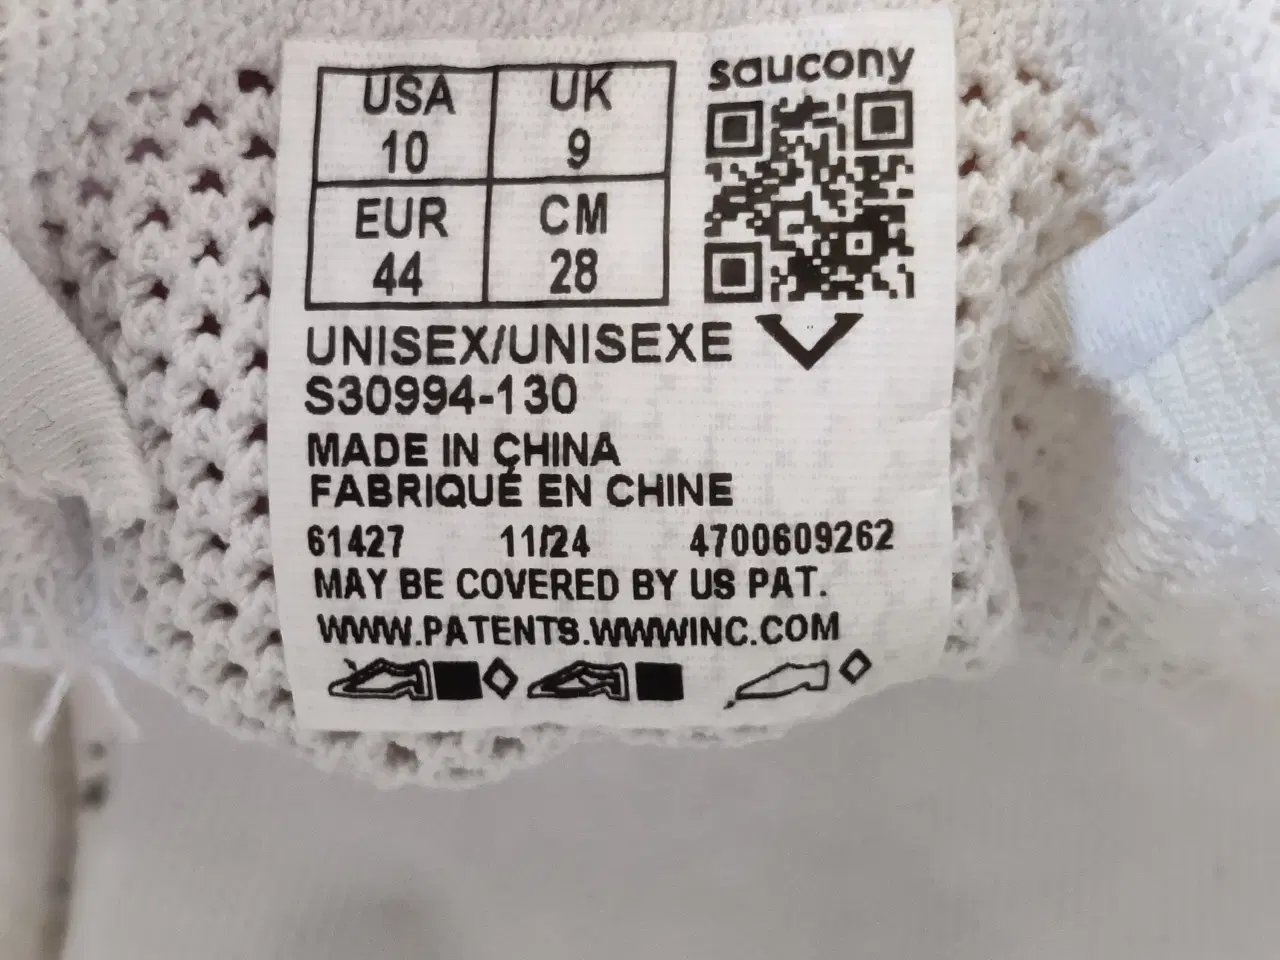 saucony
USA UK
10 9
EUR CM
44 28
UNISEX/UNISEXE
S30994-130
MADE IN CHINA
FABRIQUÉ EN CHINE
61427 11/24 4700609262
MAY BE COVERED BY US PAT.
WWW.PATENTS.WWWINC.COM